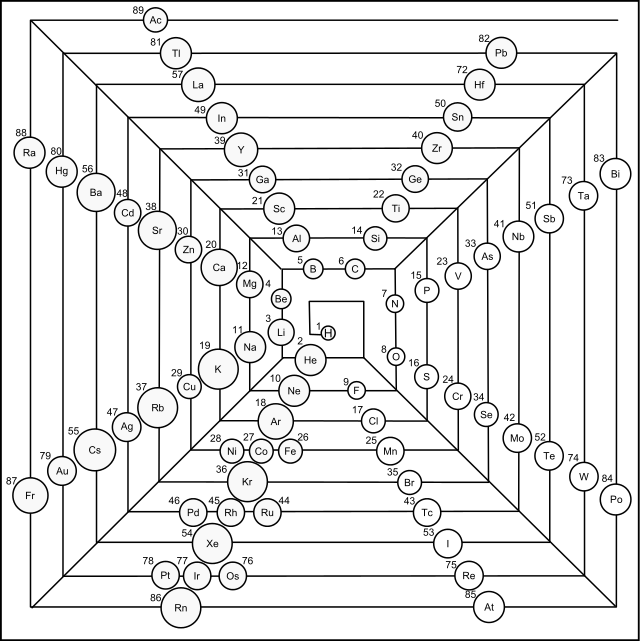 89 Ac
81 Tl 82 Pb
57 La 72 Hf
49 In 50 Sn
39 Y 40 Zr
88 Ra 80 Hg 56 Ba 31 Ga 32 Ge 73 Ta 83 Bi
48 Cd 38 Sr 21 Sc 22 Ti 41 Nb 51 Sb
30 Zn 20 Ca 13 Al 14 Si 33 As
12 Mg 5 B 6 C 15 P 23 V
4 Be 7 N
3 Li 1 H
19 K 11 Na 2 He 8 O 16 S
37 Rb 29 Cu 10 Ne 9 F 24 Cr 34 Se
47 Ag 18 Ar 17 Cl 42 Mo
55 Cs 28 Ni 27 Co 26 Fe 25 Mn 52 Te
87 Fr 79 Au 36 Kr 35 Br 74 W 84 Po
46 Pd 45 Rh 44 Ru 43 Tc
54 Xe 53 I
78 Pt 77 Ir 76 Os 75 Re
86 Rn 85 At